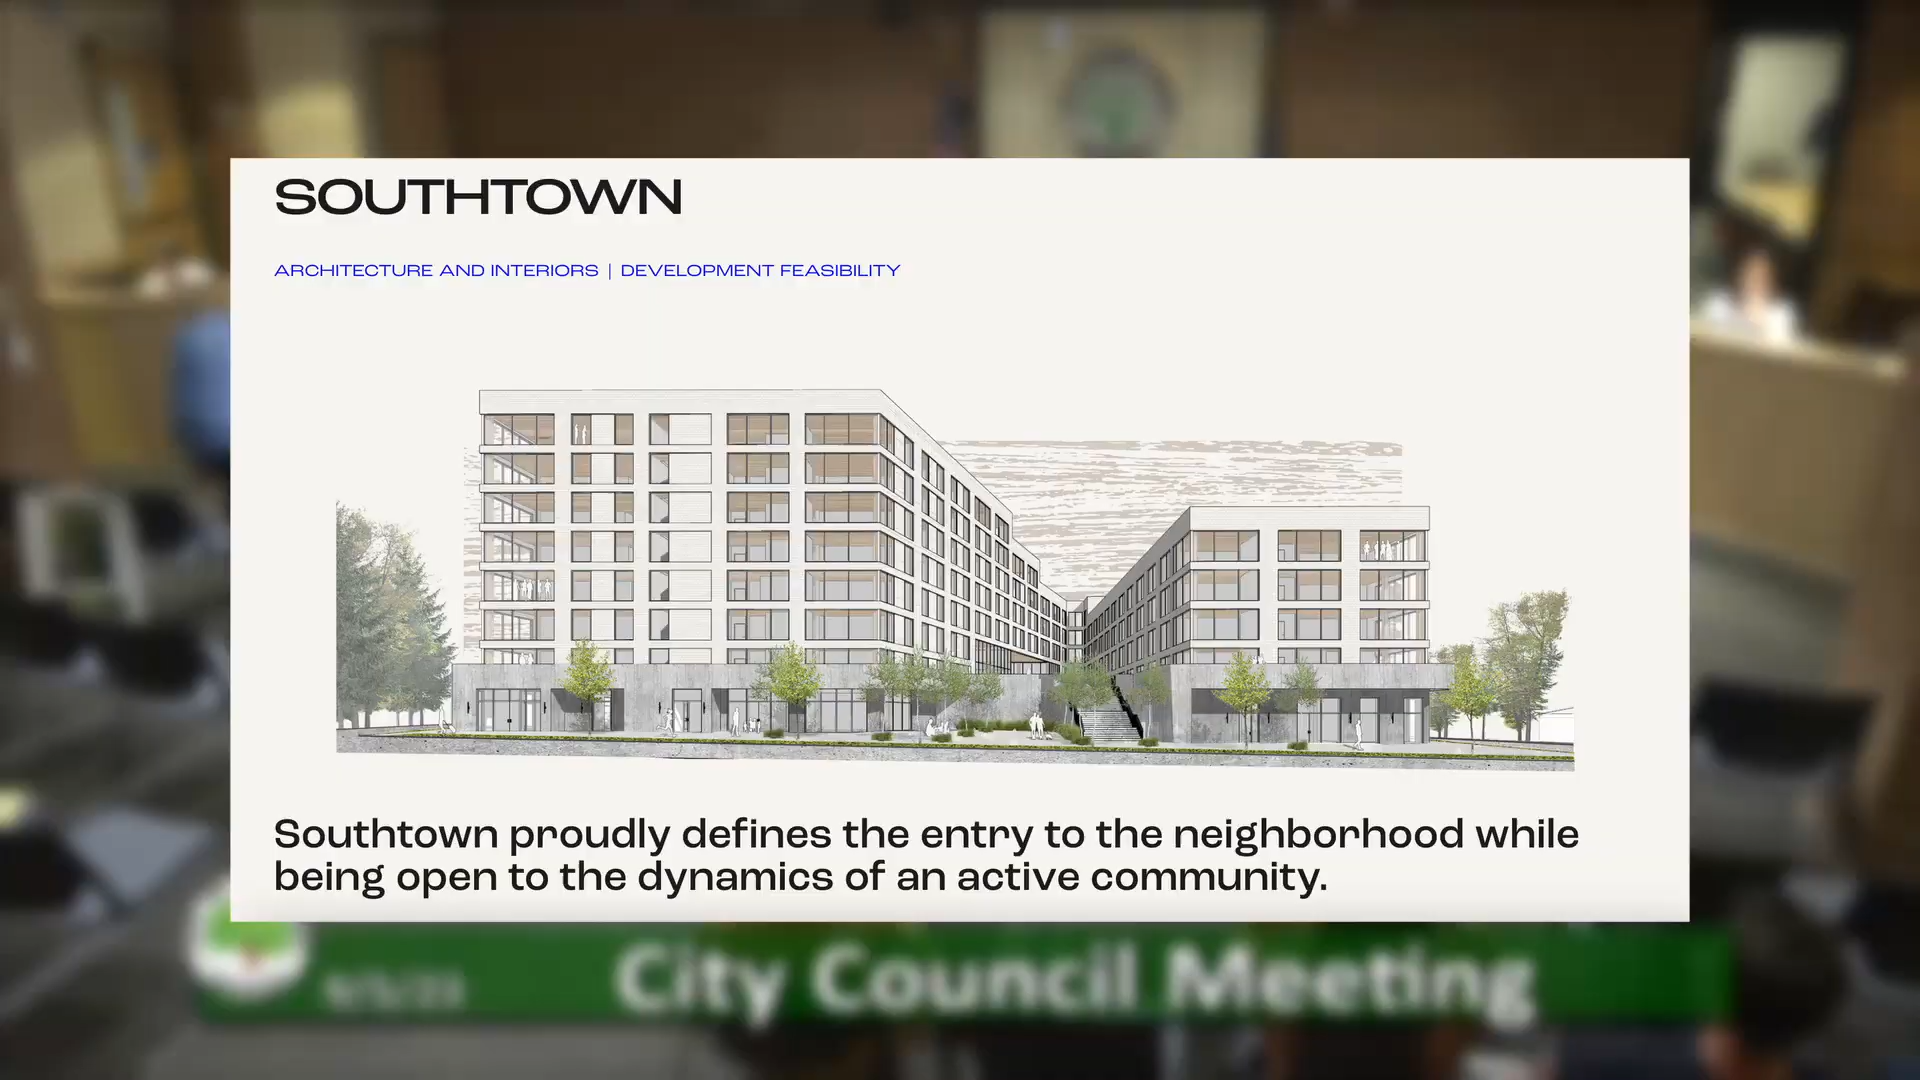 SOUTHTOWN
ARCHITECTURE AND INTERIORS | DEVELOPMENT FEASIBILITY
Southtown proudly defines the entry to the neighborhood while
being open to the dynamics of an active community.
City Council Meeting